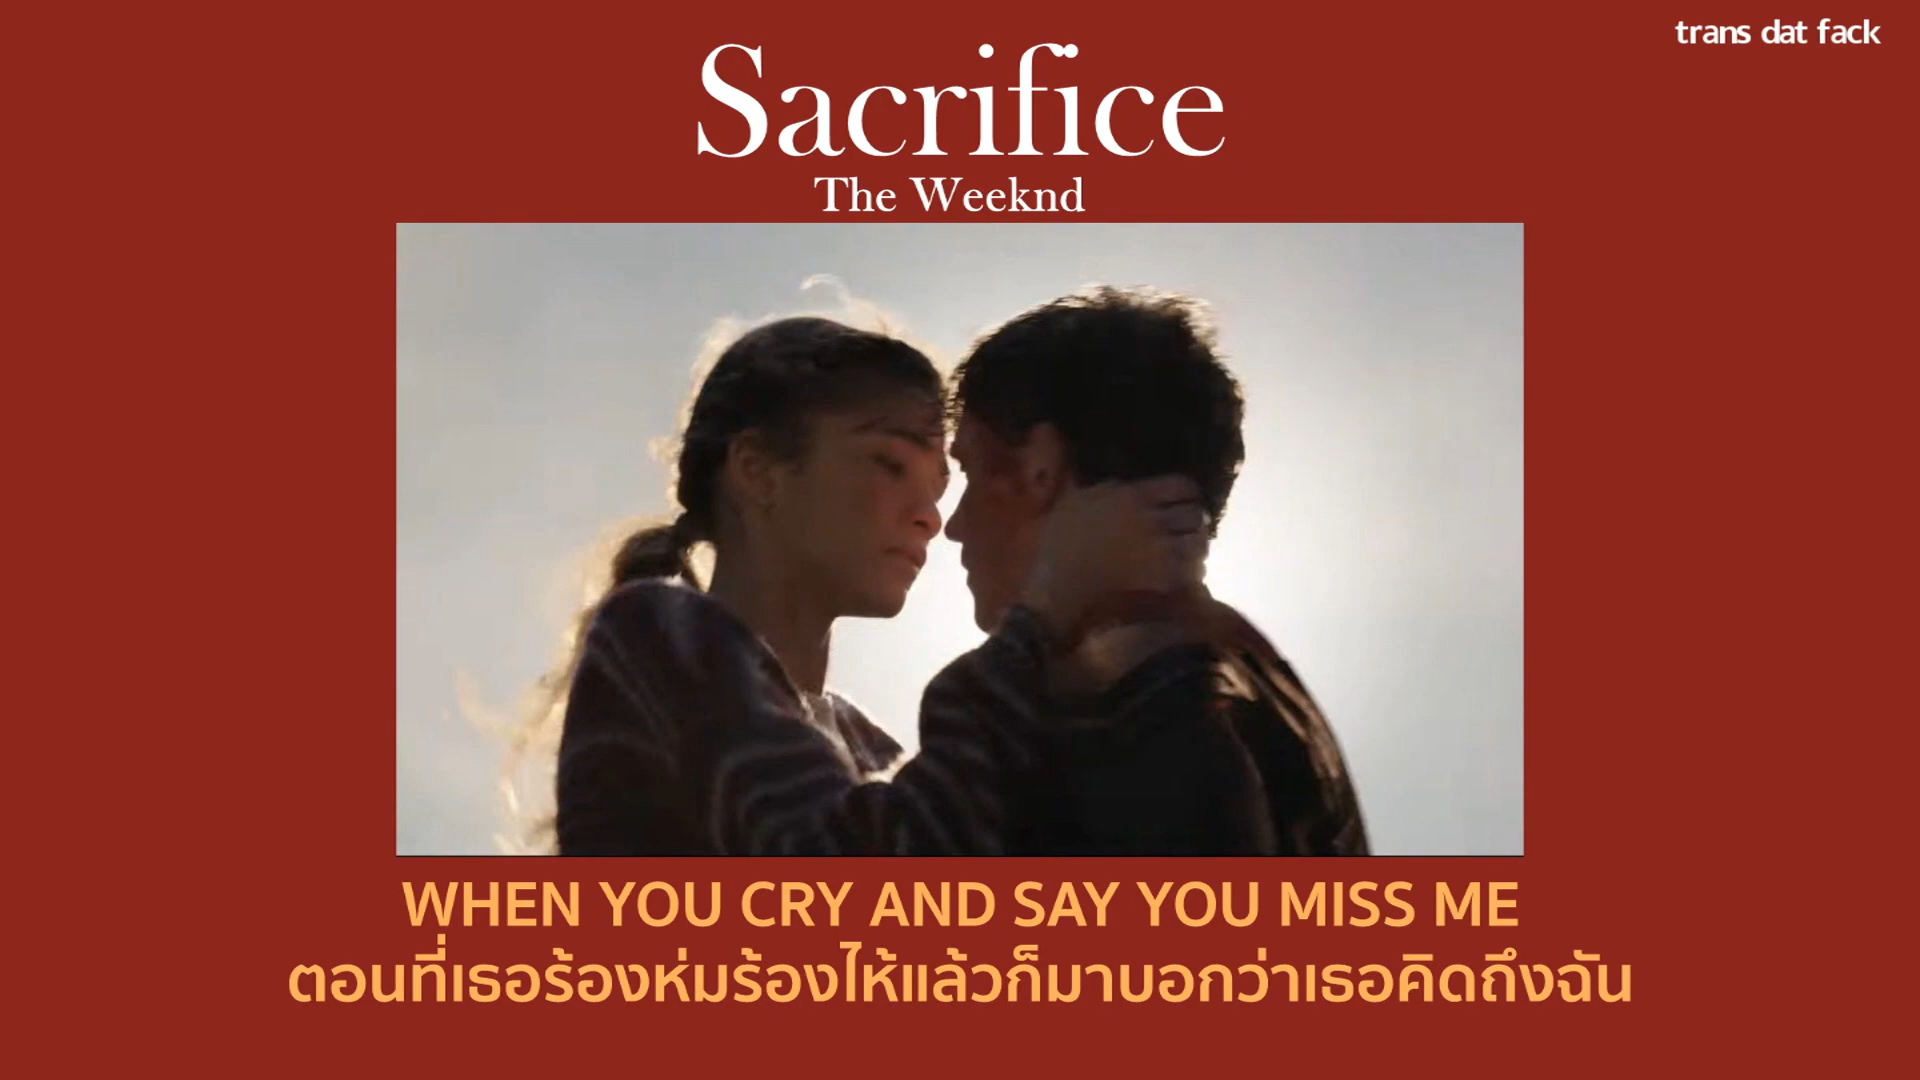 trans dat fack
Sacrifice
The Weeknd
WHEN YOU CRY AND SAY YOU MISS ME
ตอนที่เธอร้องห่มร้องไห้แล้วก็มาบอกว่าเธอคิดถึงฉัน